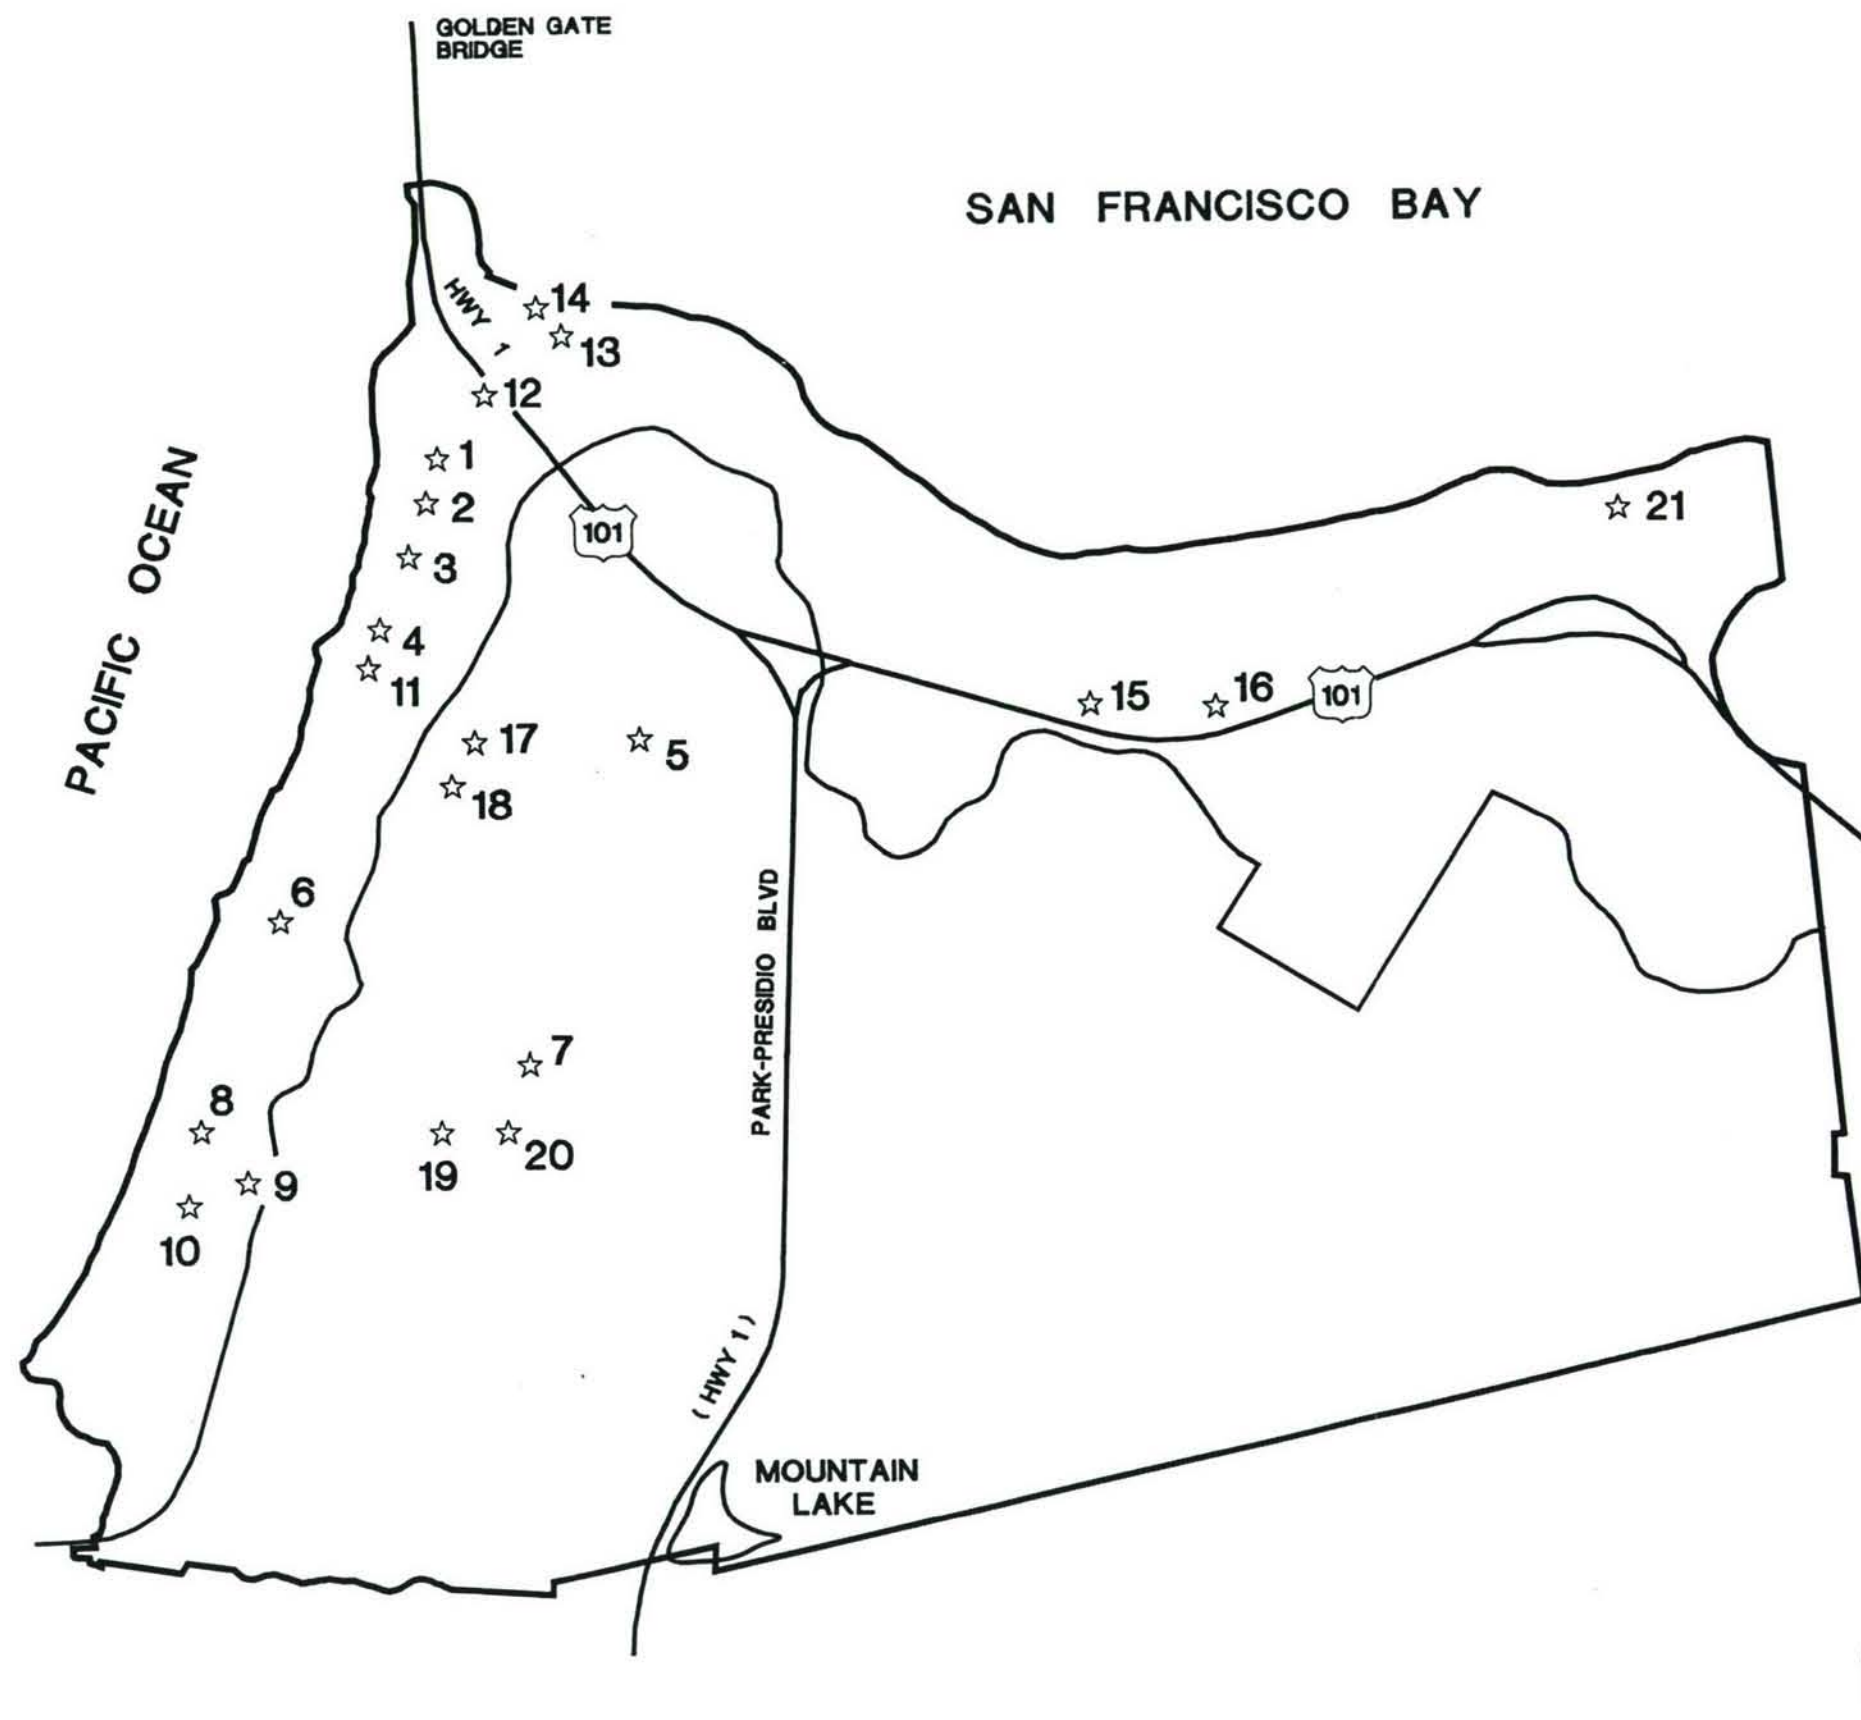 GOLDEN GATE
BRIDGE
SAN FRANCISCO BAY
HWY 1
14
13
12
1
2
PACIFIC OCEAN
101
21
3
4
11
15
16
101
17
5
18
6
PARK-PRESIDIO BLVD
7
8
19
20
9
10
(HWY 1)
MOUNTAIN
LAKE